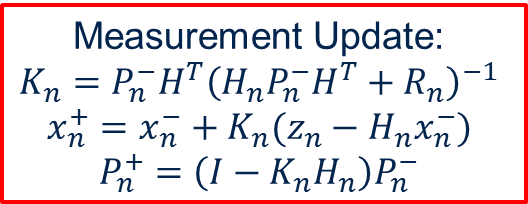 Measurement Update:
$K_n = P_n^- H^T (H_n P_n^- H^T + R_n)^{-1}$
$x_n^+ = x_n^- + K_n (z_n - H_n x_n^-)$
$P_n^+ = (I - K_n H_n) P_n^-$